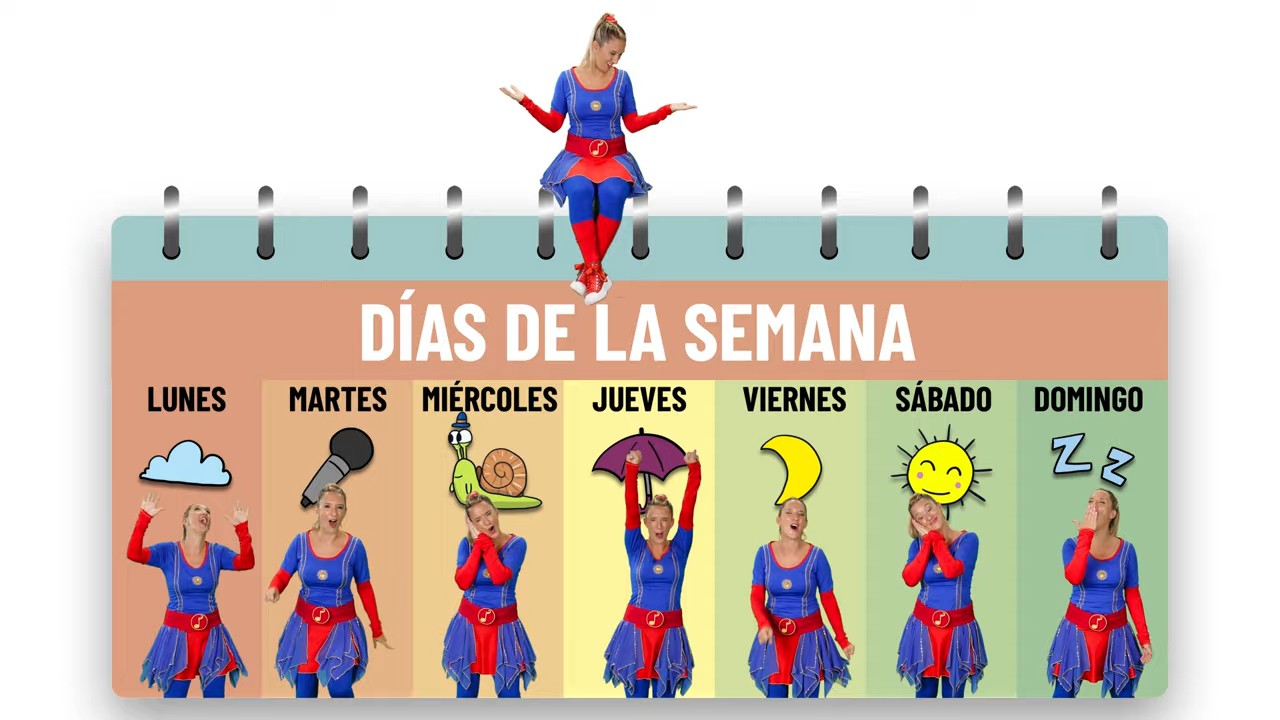 DÍAS DE LA SEMANA
LUNES MARTES MIÉRCOLES JUEVES VIERNES SÁBADO DOMINGO
Z Z